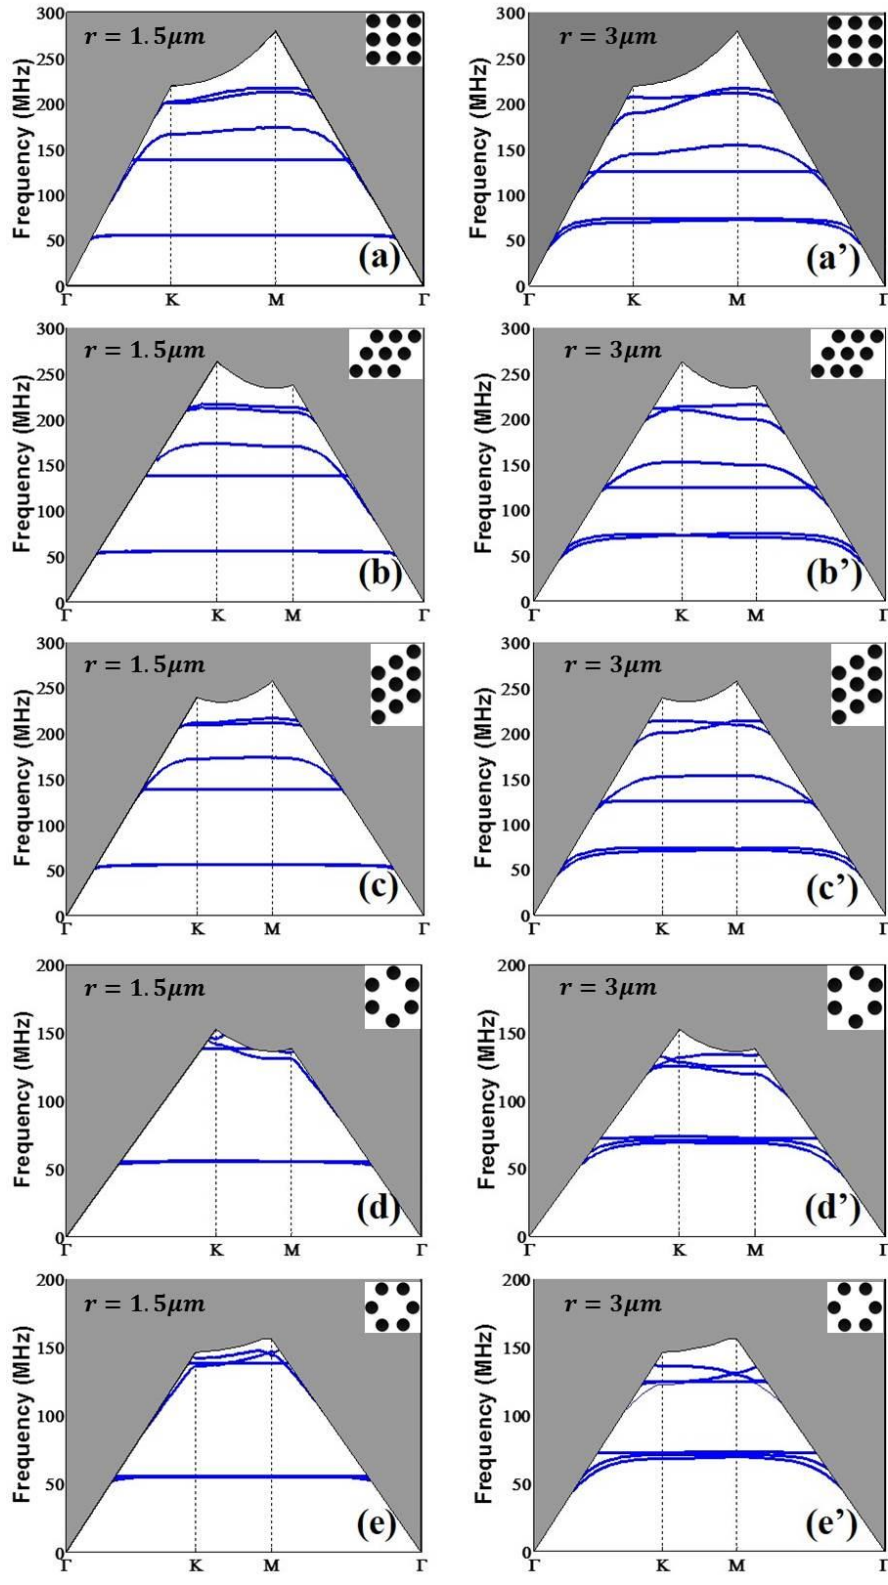 300
r = 1.5μm
250
200
150
100
50
0
Frequency (MHz)
(a)
Γ K M Γ
300
r = 3μm
250
200
150
100
50
0
Frequency (MHz)
(a’)
Γ K M Γ
300
r = 1.5μm
250
200
150
100
50
0
Frequency (MHz)
(b)
Γ K M Γ
300
r = 3μm
250
200
150
100
50
0
Frequency (MHz)
(b’)
Γ K M Γ
300
r = 1.5μm
250
200
150
100
50
0
Frequency (MHz)
(c)
Γ K M Γ
300
r = 3μm
250
200
150
100
50
0
Frequency (MHz)
(c’)
Γ K M Γ
200
r = 1.5μm
150
100
50
0
Frequency (MHz)
(d)
Γ K M Γ
200
r = 3μm
150
100
50
0
Frequency (MHz)
(d’)
Γ K M Γ
200
r = 1.5μm
150
100
50
0
Frequency (MHz)
(e)
Γ K M Γ
200
r = 3μm
150
100
50
0
Frequency (MHz)
(e’)
Γ K M Γ